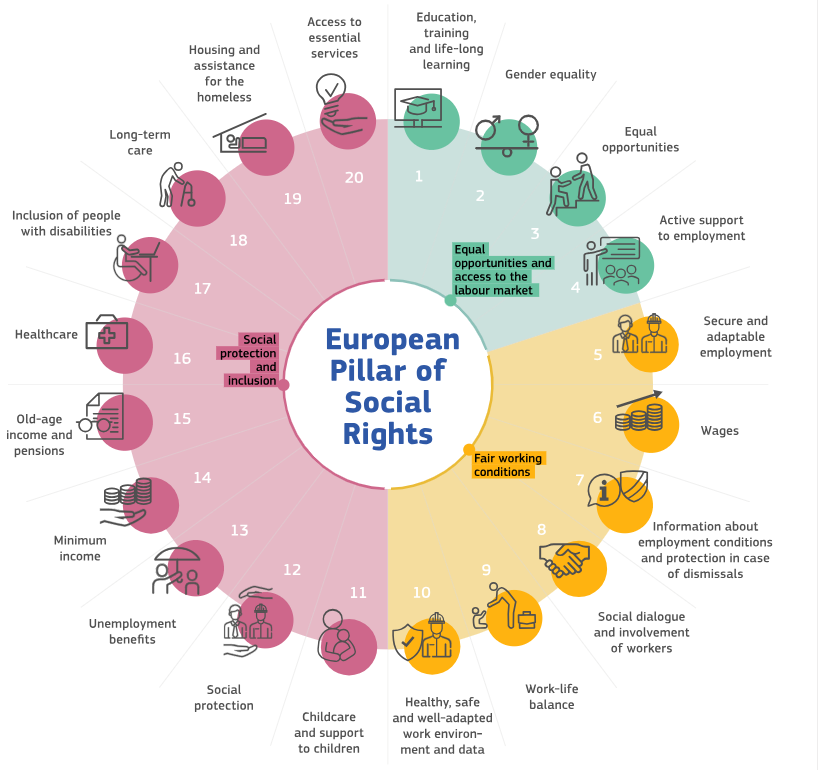 European
Pillar of
Social
Rights
Equal
opportunities and
access to the
labour market
1
Education,
training
and life-long
learning
2
Gender equality
3
Equal
opportunities
4
Active support
to employment
Fair working
conditions
5
Secure and
adaptable
employment
6
Wages
7
Information about
employment conditions
and protection in case
of dismissals
8
Social dialogue
and involvement
of workers
9
Work-life
balance
10
Healthy, safe
and well-adapted
work environ-
ment and data
Social
protection
and
inclusion
11
Childcare
and support
to children
12
Social
protection
13
Unemployment
benefits
14
Minimum
income
15
Old-age
income and
pensions
16
Healthcare
17
Inclusion of people
with disabilities
18
Long-term
care
19
Housing and
assistance
for the
homeless
20
Access to
essential
services
i